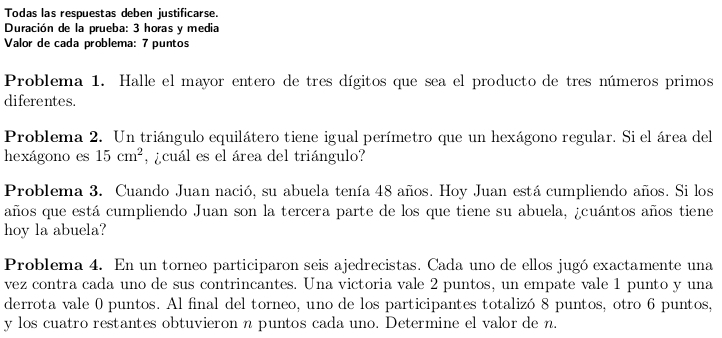 Todas las respuestas deben justificarse.
Duración de la prueba: 3 horas y media
Valor de cada problema: 7 puntos
Problema 1. Halle el mayor entero de tres dígitos que sea el producto de tres números primos
diferentes.
Problema 2. Un triángulo equilátero tiene igual perímetro que un hexágono regular. Si el área del
hexágono es 15 cm², ¿cuál es el área del triángulo?
Problema 3. Cuando Juan nació, su abuela tenía 48 años. Hoy Juan está cumpliendo años. Si los
años que está cumpliendo Juan son la tercera parte de los que tiene su abuela, ¿cuántos años tiene
hoy la abuela?
Problema 4. En un torneo participaron seis ajedrecistas. Cada uno de ellos jugó exactamente una
vez contra cada uno de sus contrincantes. Una victoria vale 2 puntos, un empate vale 1 punto y una
derrota vale 0 puntos. Al final del torneo, uno de los participantes totalizó 8 puntos, otro 6 puntos,
y los cuatro restantes obtuvieron n puntos cada uno. Determine el valor de n.